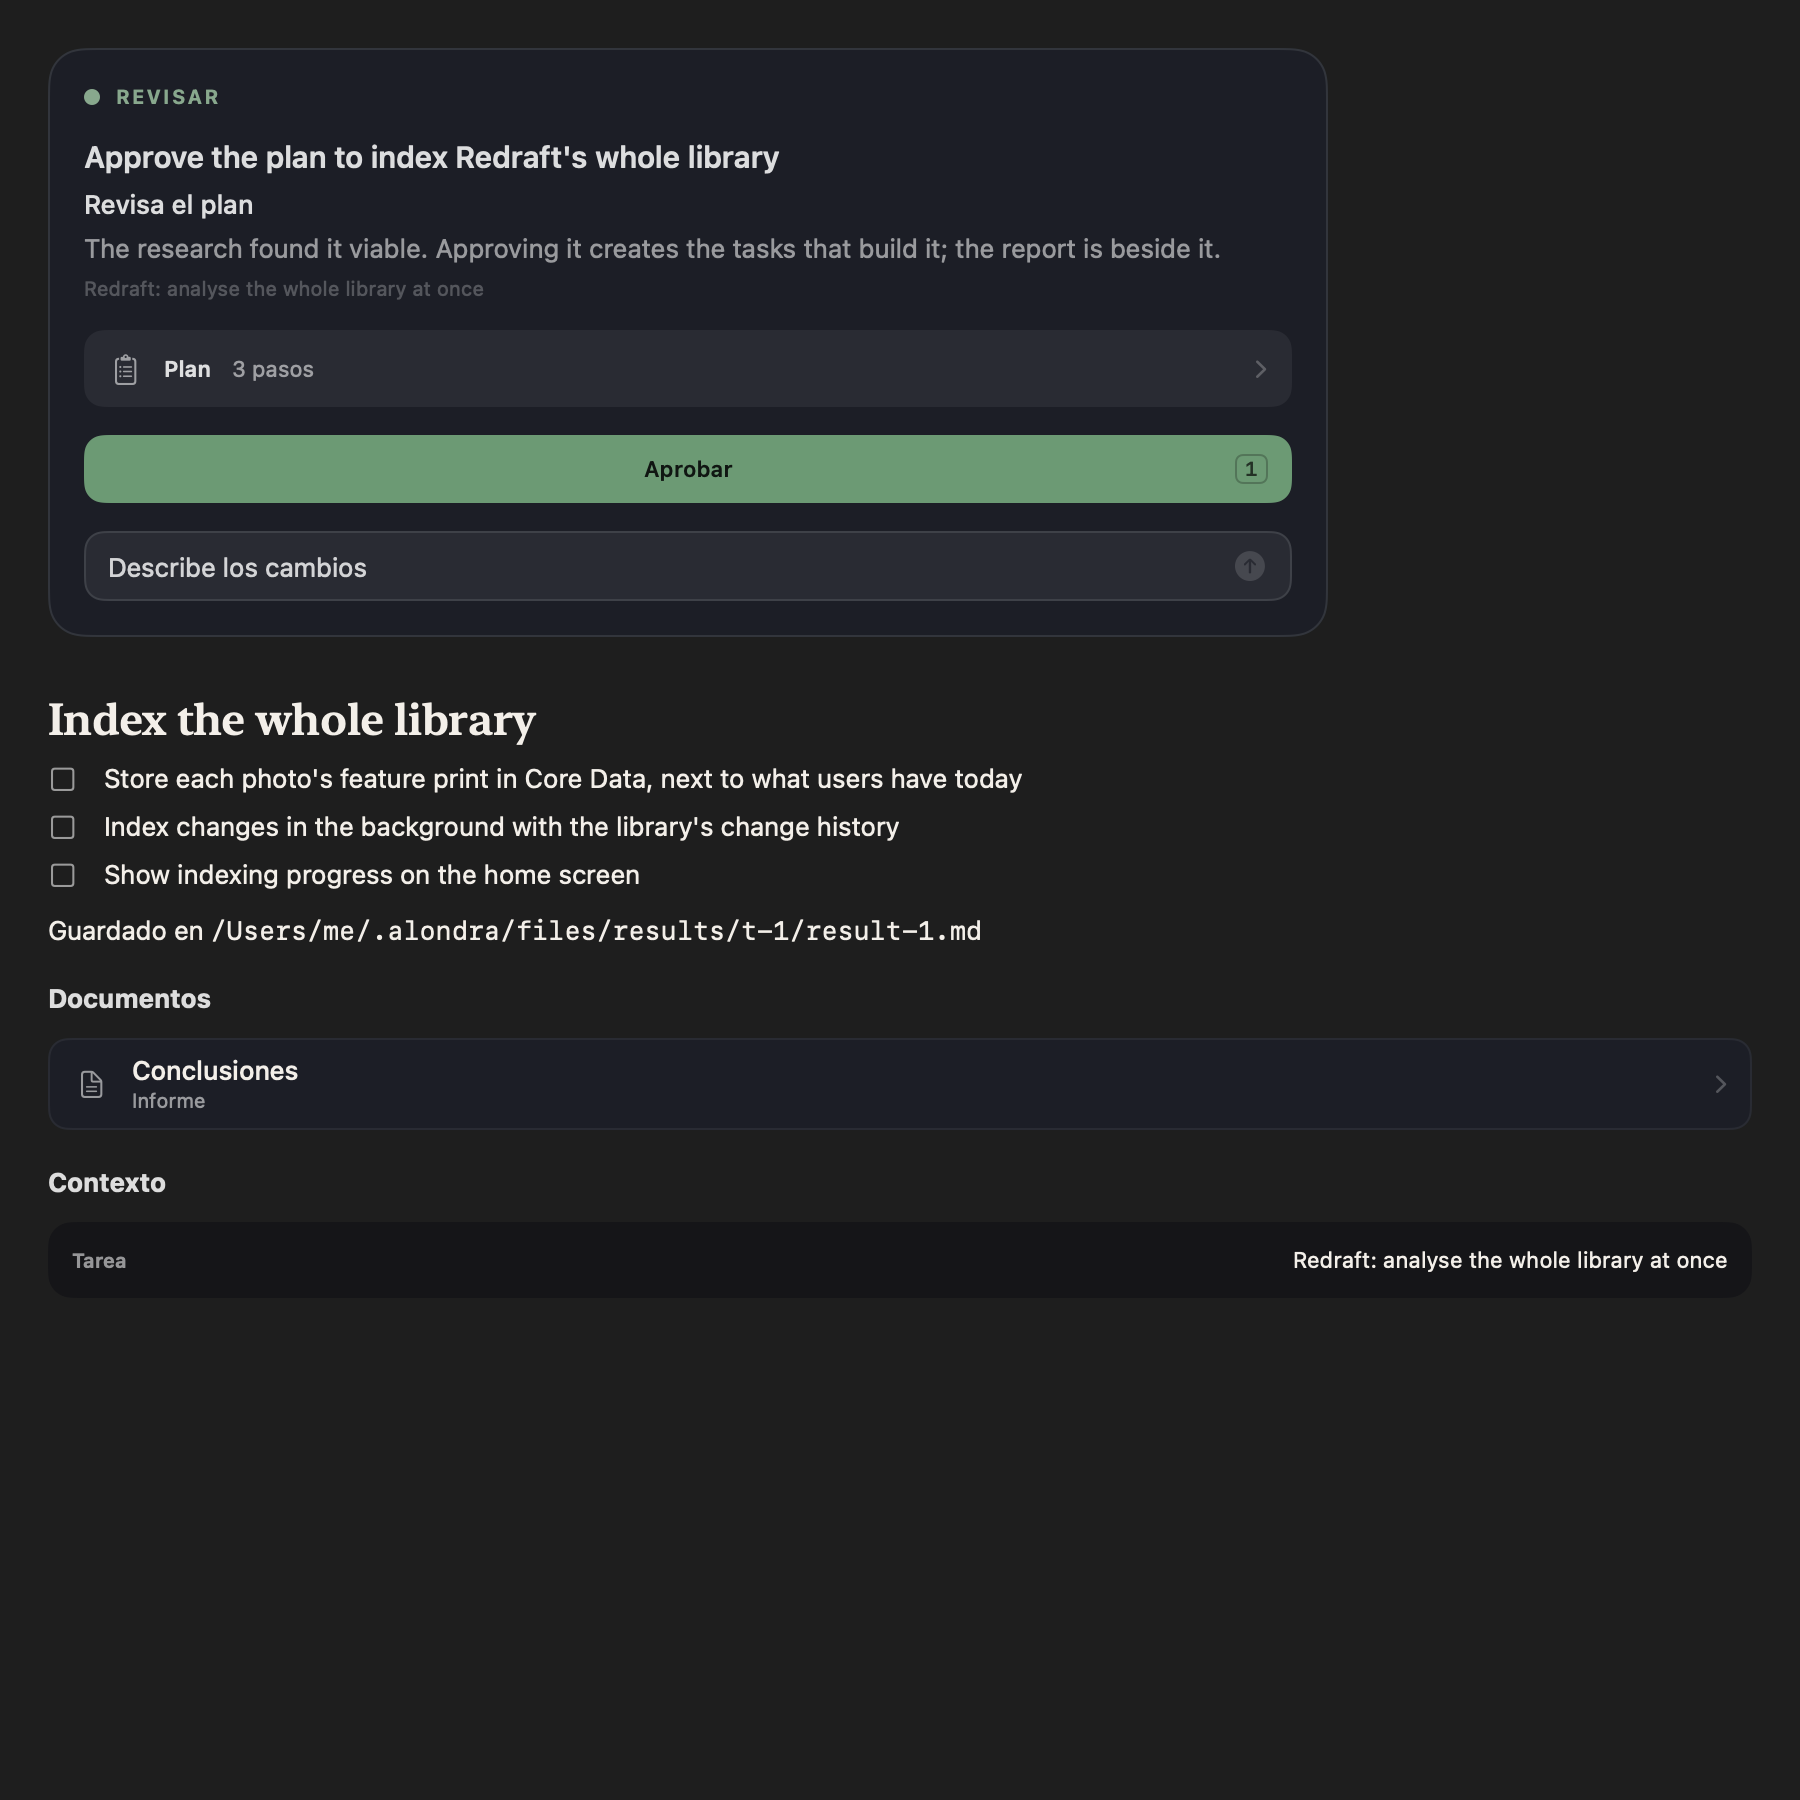 REVISAR
Approve the plan to index Redraft's whole library
Revisa el plan
The research found it viable. Approving it creates the tasks that build it; the report is beside it.
Redraft: analyse the whole library at once
Plan 3 pasos
Aprobar 1
Describe los cambios
Index the whole library
Store each photo's feature print in Core Data, next to what users have today
Index changes in the background with the library's change history
Show indexing progress on the home screen
Guardado en /Users/me/.alondra/files/results/t-1/result-1.md
Documentos
Conclusiones
Informe
Contexto
Tarea Redraft: analyse the whole library at once